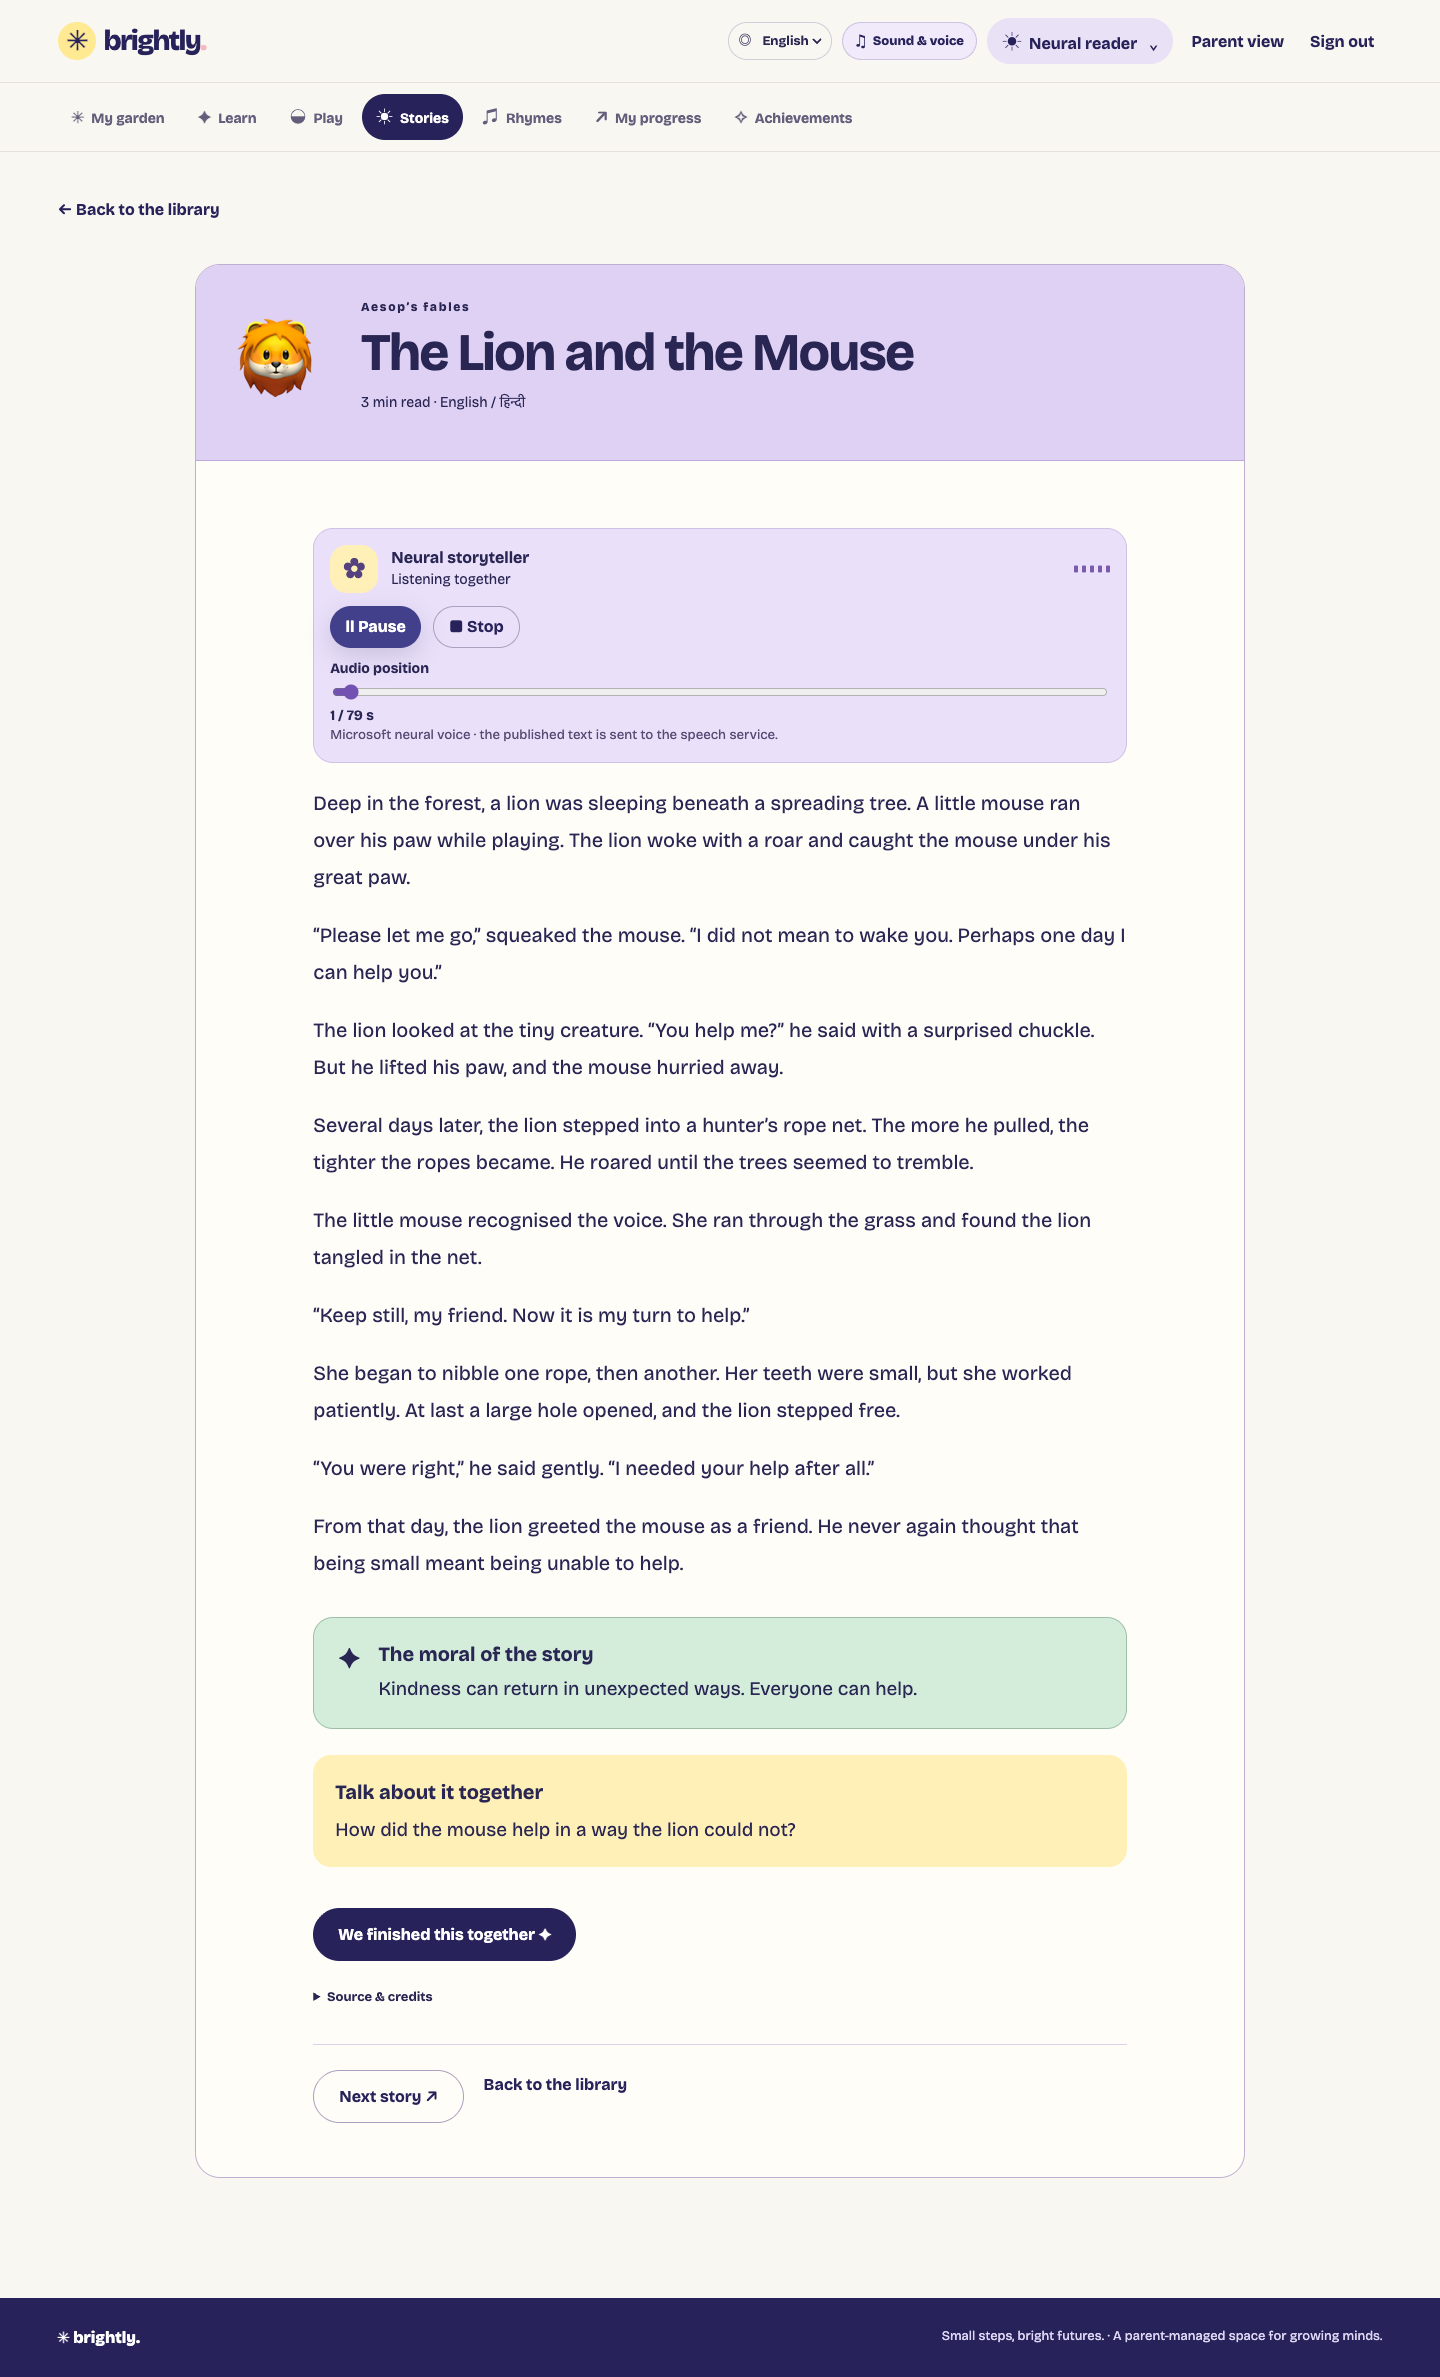 brightly.
English
Sound & voice
Neural reader
Parent view
Sign out
My garden
Learn
Play
Stories
Rhymes
My progress
Achievements
← Back to the library
Aesop's fables
The Lion and the Mouse
3 min read · English / हिन्दी
Neural storyteller
Listening together
Pause
Stop
Audio position
1 / 79 s
Microsoft neural voice · the published text is sent to the speech service.
Deep in the forest, a lion was sleeping beneath a spreading tree. A little mouse ran
over his paw while playing. The lion woke with a roar and caught the mouse under his
great paw.
“Please let me go,” squeaked the mouse. “I did not mean to wake you. Perhaps one day I
can help you.”
The lion looked at the tiny creature. “You help me?” he said with a surprised chuckle.
But he lifted his paw, and the mouse hurried away.
Several days later, the lion stepped into a hunter’s rope net. The more he pulled, the
tighter the ropes became. He roared until the trees seemed to tremble.
The little mouse recognised the voice. She ran through the grass and found the lion
tangled in the net.
“Keep still, my friend. Now it is my turn to help.”
She began to nibble one rope, then another. Her teeth were small, but she worked
patiently. At last a large hole opened, and the lion stepped free.
“You were right,” he said gently. “I needed your help after all.”
From that day, the lion greeted the mouse as a friend. He never again thought that
being small meant being unable to help.
The moral of the story
Kindness can return in unexpected ways. Everyone can help.
Talk about it together
How did the mouse help in a way the lion could not?
We finished this together ✦
Source & credits
Next story ↗
Back to the library
brightly.
Small steps, bright futures. · A parent-managed space for growing minds.